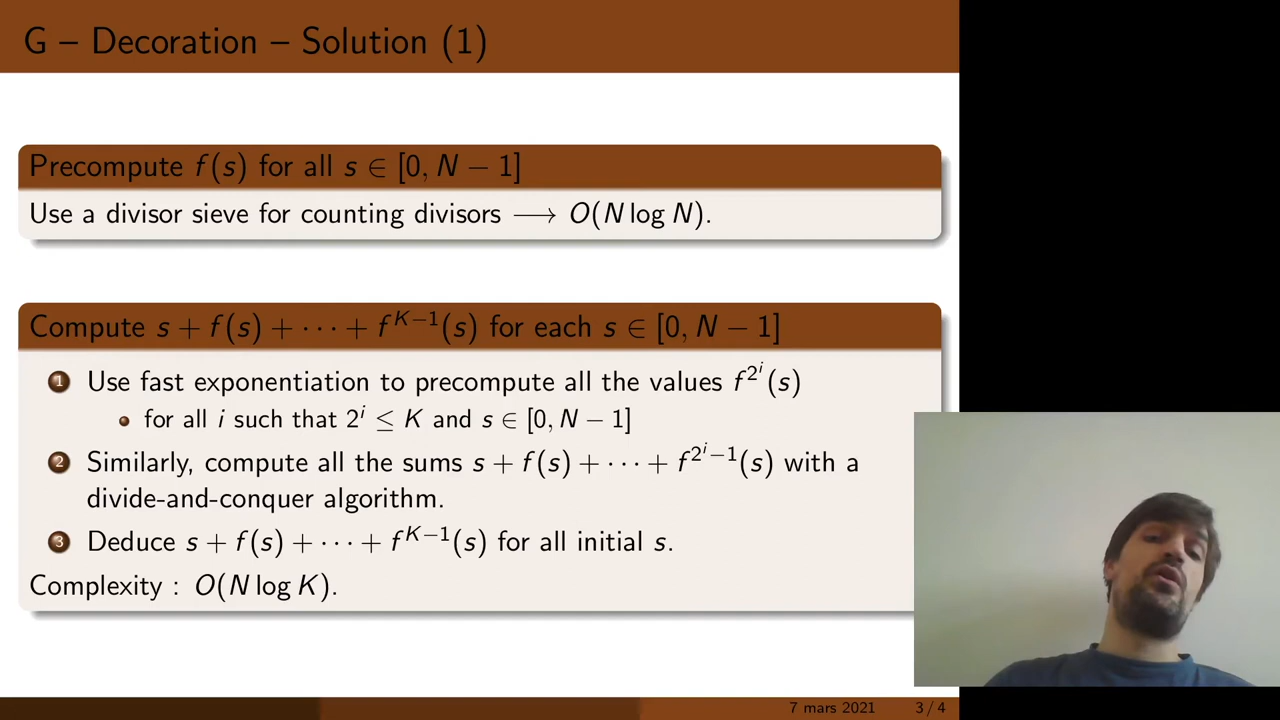 G – Decoration – Solution (1)
Precompute f(s) for all s ∈ [0, N − 1]
Use a divisor sieve for counting divisors ⟶ O(N log N).
Compute s + f(s) + ⋯ + f^{K−1}(s) for each s ∈ [0, N − 1]
1 Use fast exponentiation to precompute all the values f^{2^i}(s)
• for all i such that 2^i ≤ K and s ∈ [0, N − 1]
2 Similarly, compute all the sums s + f(s) + ⋯ + f^{2^i−1}(s) with a
divide-and-conquer algorithm.
3 Deduce s + f(s) + ⋯ + f^{K−1}(s) for all initial s.
Complexity : O(N log K).
7 mars 2021 3 / 4